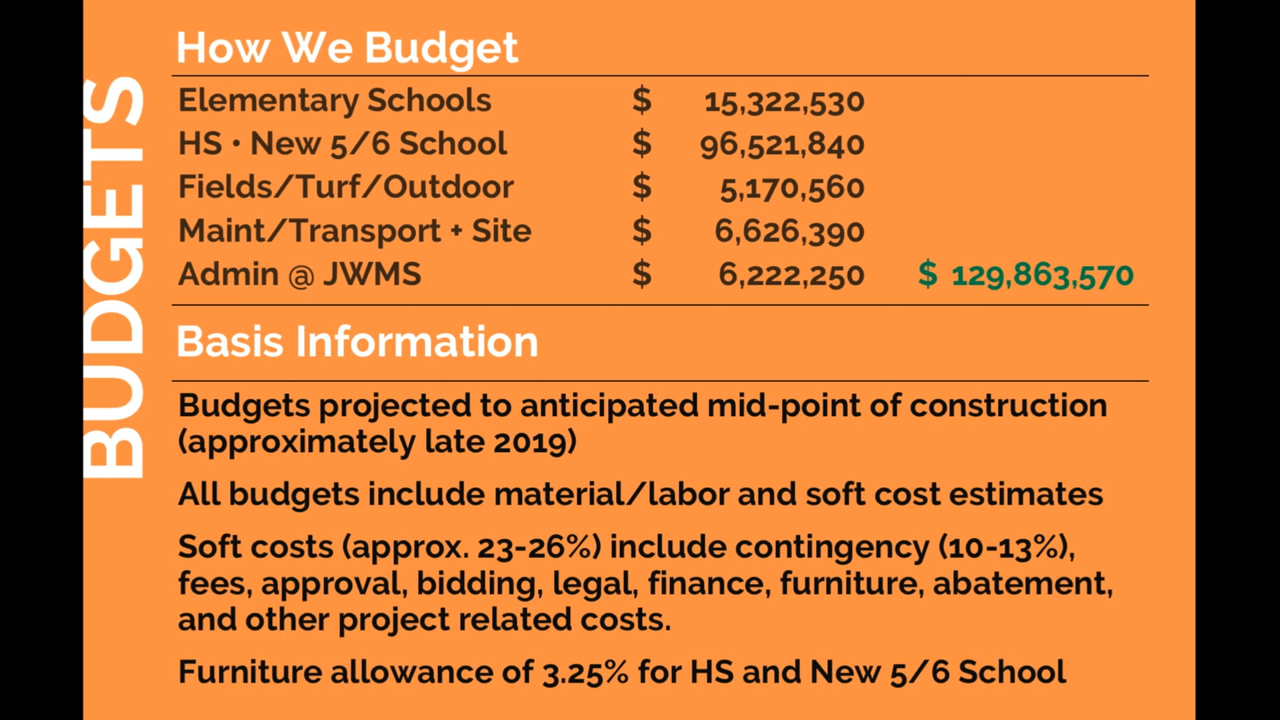 BUDGETS
How We Budget
Elementary Schools $ 15,322,530
HS • New 5/6 School $ 96,521,840
Fields/Turf/Outdoor $ 5,170,560
Maint/Transport + Site $ 6,626,390
Admin @ JWMS $ 6,222,250 $ 129,863,570
Basis Information
Budgets projected to anticipated mid-point of construction
(approximately late 2019)
All budgets include material/labor and soft cost estimates
Soft costs (approx. 23-26%) include contingency (10-13%),
fees, approval, bidding, legal, finance, furniture, abatement,
and other project related costs.
Furniture allowance of 3.25% for HS and New 5/6 School